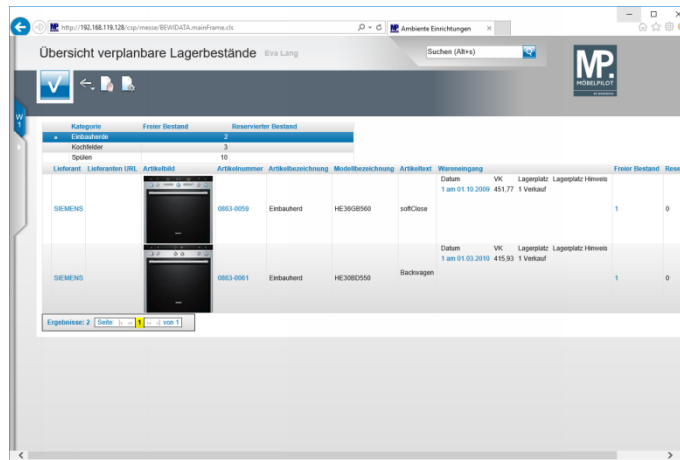 http://192.168.119.128/csp/messe/BEWIDATA.mainFrame.cls
MP Ambiente Einrichtungen
Übersicht verplanbare Lagerbestände Eva Lang
Suchen (Alt+s)
MP.
MÖBELPILOT
W
1
Kategorie Freier Bestand Reservierter Bestand
Einbauherde 2
Kochfelder 3
Spülen 10
Lieferant Lieferanten URL Artikelbild Artikelnummer Artikelbezeichnung Modellbezeichnung Artikeltext Wareneingang Freier Bestand Rese
Datum VK Lagerplatz Lagerplatz Hinweis
1 am 01.10.2009 451,77 1 Verkauf
SIEMENS 0863-0059 Einbauherd HE36GB560 softClose 1 0
Datum VK Lagerplatz Lagerplatz Hinweis
1 am 01.03.2010 415,93 1 Verkauf
SIEMENS 0863-0061 Einbauherd HE30BD550 Backwagen 1 0
Ergebnisse: 2 Seite: 1 von 1